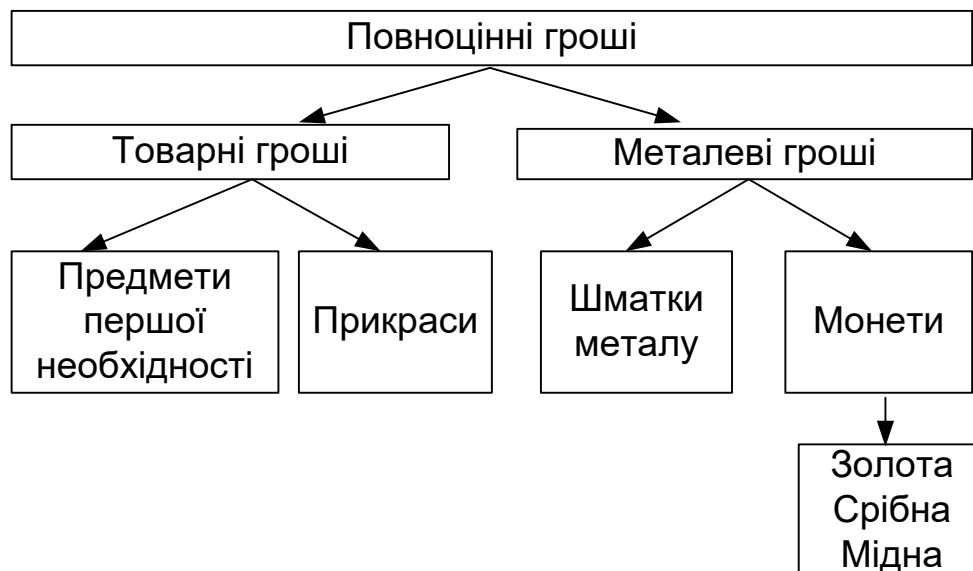 Повноцінні гроші
Товарні гроші
Металеві гроші
Предмети
першої
необхідності
Прикраси
Шматки
металу
Монети
Золота
Срібна
Мідна